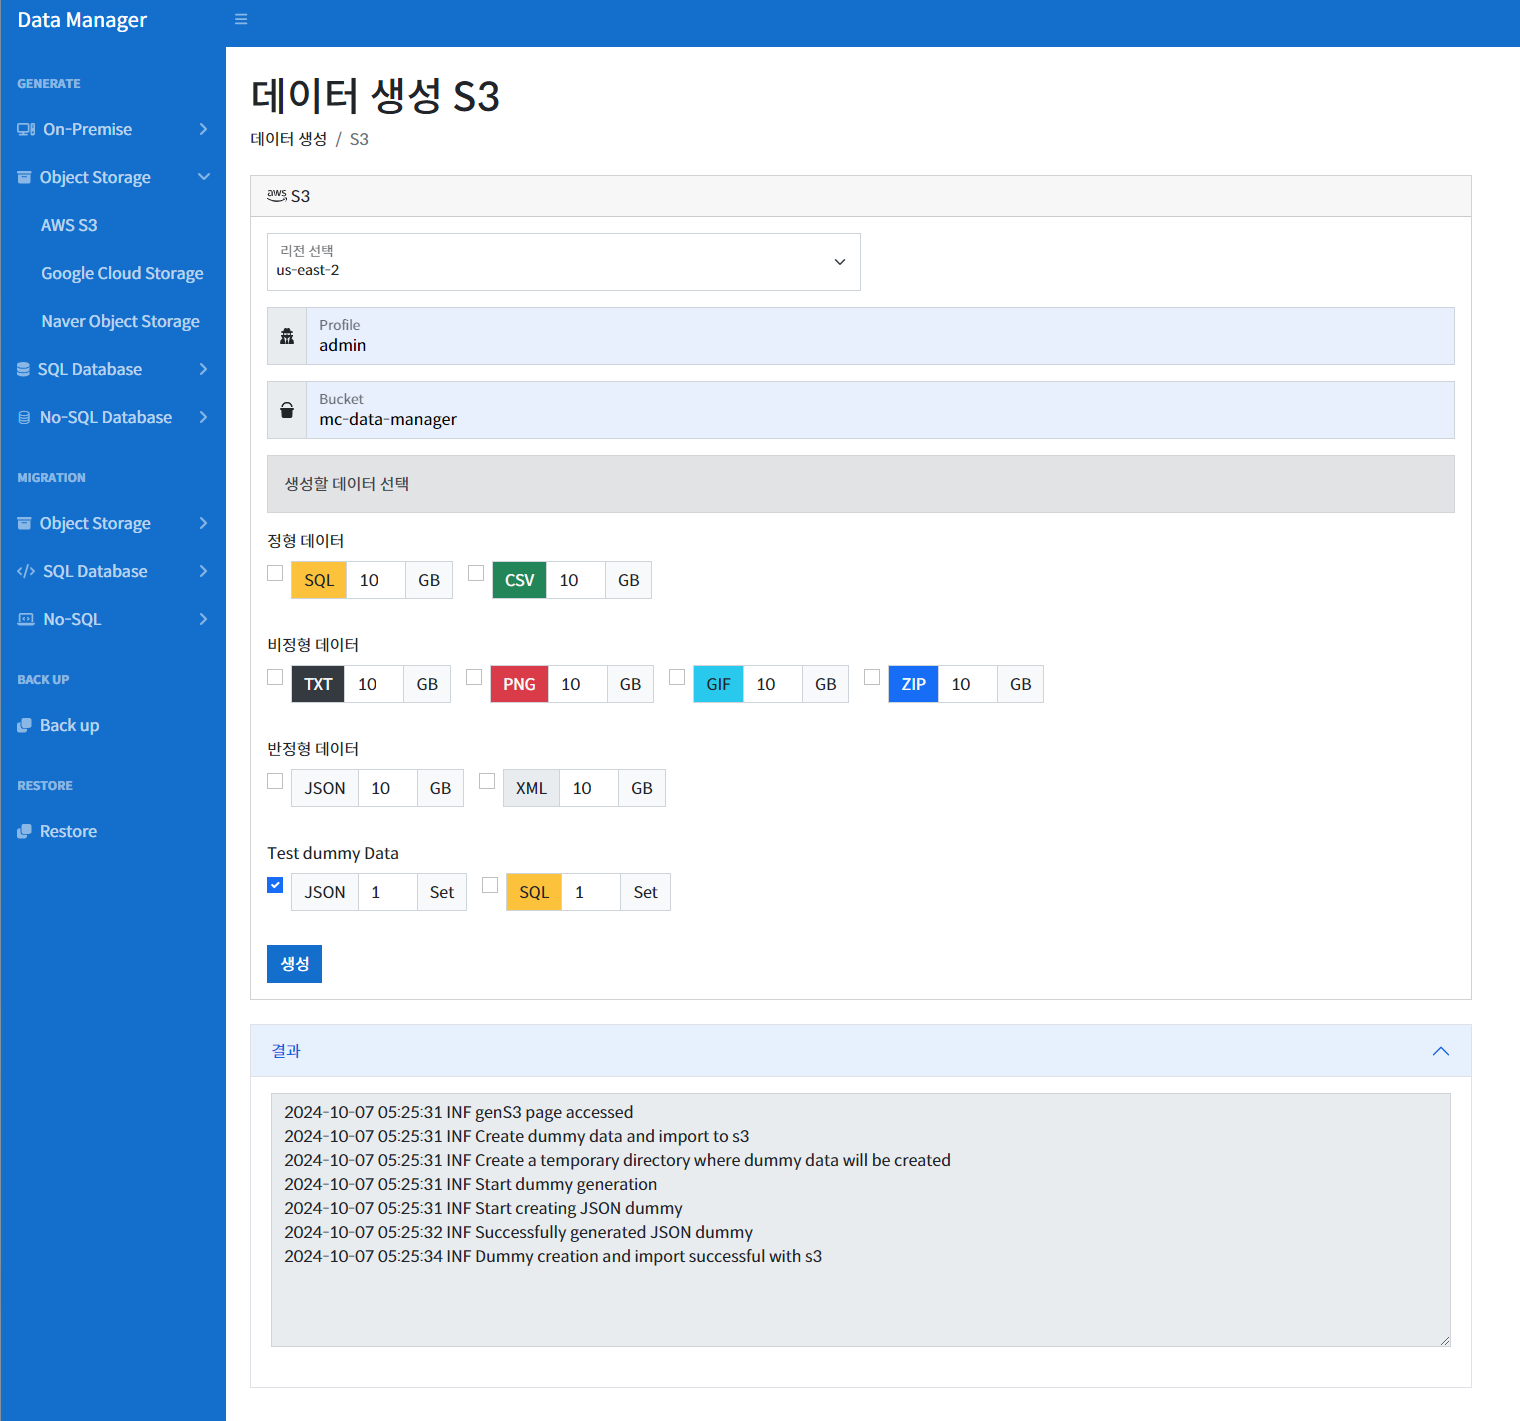 Data Manager
GENERATE
On-Premise
Object Storage
AWS S3
Google Cloud Storage
Naver Object Storage
SQL Database
No-SQL Database
MIGRATION
Object Storage
SQL Database
No-SQL
BACK UP
Back up
RESTORE
Restore
데이터 생성 S3
데이터 생성 / S3
aws S3
리전 선택
us-east-2
Profile
admin
Bucket
mc-data-manager
생성할 데이터 선택
정형 데이터
SQL 10 GB CSV 10 GB
비정형 데이터
TXT 10 GB PNG 10 GB GIF 10 GB ZIP 10 GB
반정형 데이터
JSON 10 GB XML 10 GB
Test dummy Data
JSON 1 Set SQL 1 Set
생성
결과
2024-10-07 05:25:31 INF genS3 page accessed
2024-10-07 05:25:31 INF Create dummy data and import to s3
2024-10-07 05:25:31 INF Create a temporary directory where dummy data will be created
2024-10-07 05:25:31 INF Start dummy generation
2024-10-07 05:25:31 INF Start creating JSON dummy
2024-10-07 05:25:32 INF Successfully generated JSON dummy
2024-10-07 05:25:34 INF Dummy creation and import successful with s3